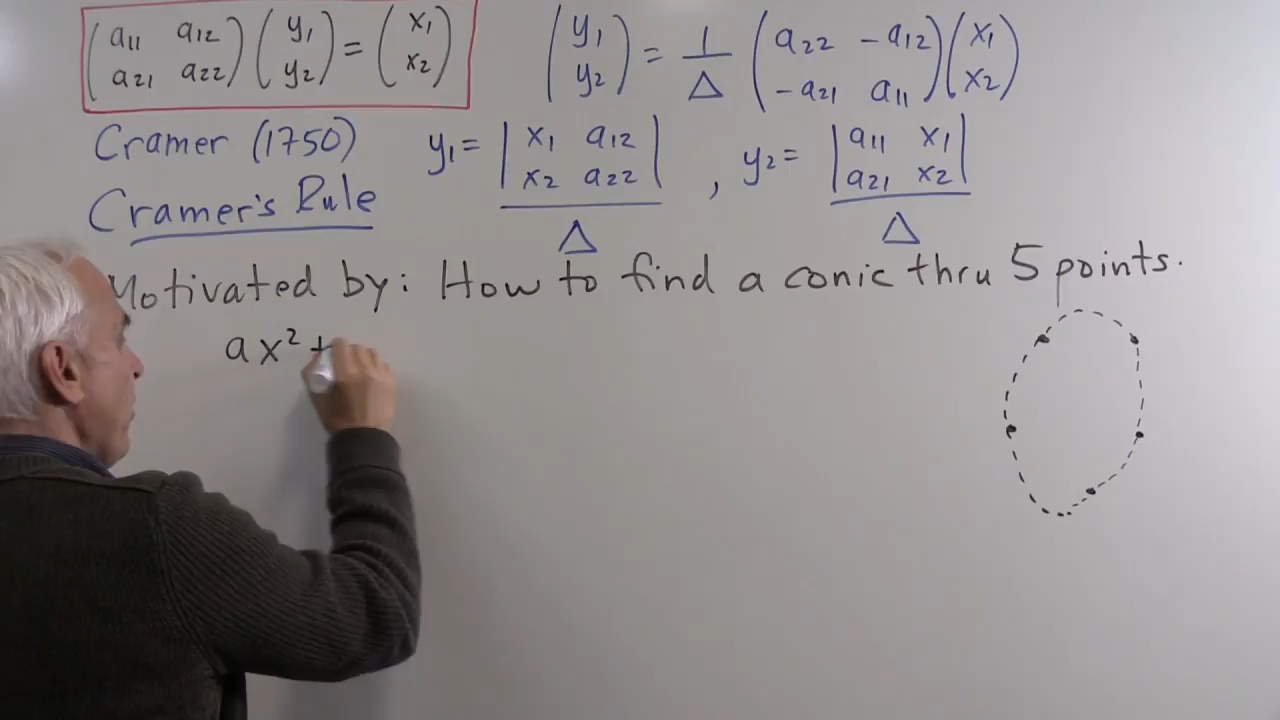 (a11 a12 a21 a22)(y1 y2) = (x1 x2)
(y1 y2) = 1/Δ (a22 -a12 -a21 a11)(x1 x2)
Cramer (1750)
Cramer's Rule
y1 = |x1 a12 x2 a22| / Δ , y2 = |a11 x1 a21 x2| / Δ
Motivated by: How to find a conic thru 5 points.
ax² +